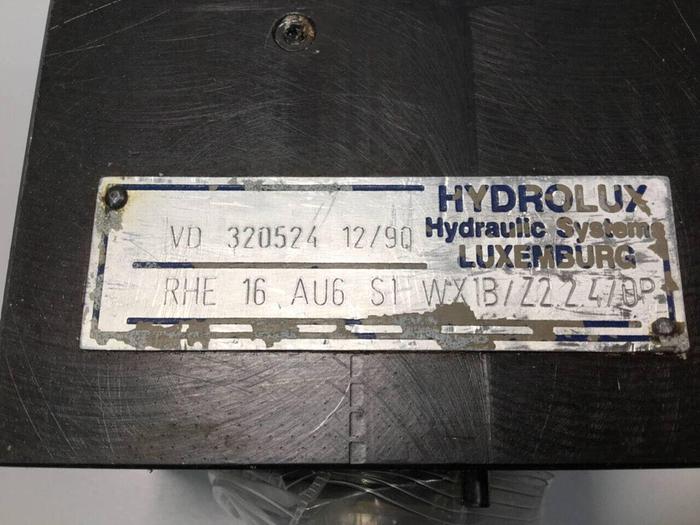 HYDROLUX
Hydraulic Systems
LUXEMBURG
VD 320524 12/90
RHE 16 AU6 S1 WX1B/Z2.2.4/0P